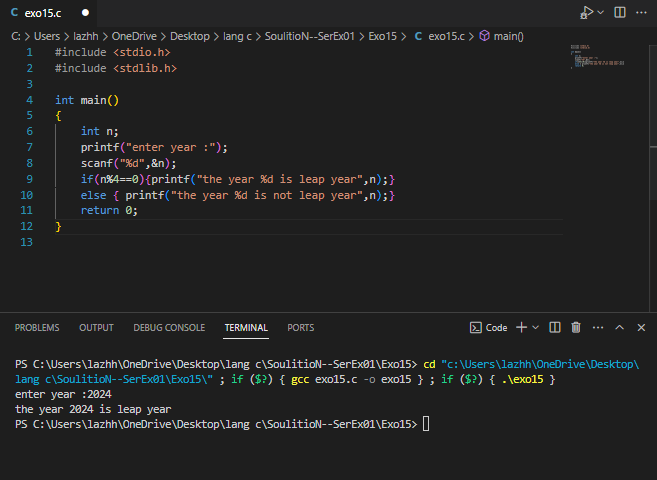 exo15.c
C: > Users > lazhh > OneDrive > Desktop > lang c > SoulitioN--SerEx01 > Exo15 > C exo15.c > main()
1 #include <stdio.h>
2 #include <stdlib.h>
3
4 int main()
5 {
6 int n;
7 printf("enter year :");
8 scanf("%d",&n);
9 if(n%4==0){printf("the year %d is leap year",n);}
10 else { printf("the year %d is not leap year",n);}
11 return 0;
12 }
13
PROBLEMS OUTPUT DEBUG CONSOLE TERMINAL PORTS Code
PS C:\Users\lazhh\OneDrive\Desktop\lang c\SoulitioN--SerEx01\Exo15> cd "c:\Users\lazhh\OneDrive\Desktop\
lang c\SoulitioN--SerEx01\Exo15\" ; if ($?) { gcc exo15.c -o exo15 } ; if ($?) { .\exo15 }
enter year :2024
the year 2024 is leap year
PS C:\Users\lazhh\OneDrive\Desktop\lang c\SoulitioN--SerEx01\Exo15>